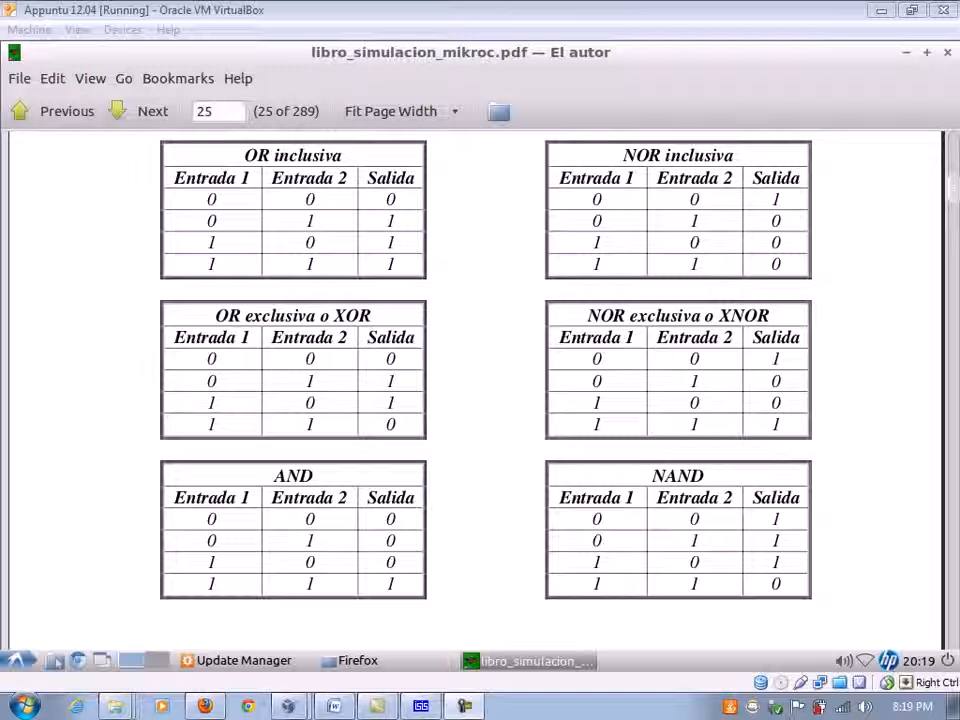 Appuntu 12.04 [Running] - Oracle VM VirtualBox
Machine View Devices Help
libro_simulacion_mikroc.pdf — El autor
File Edit View Go Bookmarks Help
Previous Next 25 (25 of 289) Fit Page Width
OR inclusiva
Entrada 1 Entrada 2 Salida
0 0 0
0 1 1
1 0 1
1 1 1
NOR inclusiva
Entrada 1 Entrada 2 Salida
0 0 1
0 1 0
1 0 0
1 1 0
OR exclusiva o XOR
Entrada 1 Entrada 2 Salida
0 0 0
0 1 1
1 0 1
1 1 0
NOR exclusiva o XNOR
Entrada 1 Entrada 2 Salida
0 0 1
0 1 0
1 0 0
1 1 1
AND
Entrada 1 Entrada 2 Salida
0 0 0
0 1 0
1 0 0
1 1 1
NAND
Entrada 1 Entrada 2 Salida
0 0 1
0 1 1
1 0 1
1 1 0
Update Manager Firefox libro_simulacion_... hp 20:19
Right Ctrl
W ISIS 8:19 PM